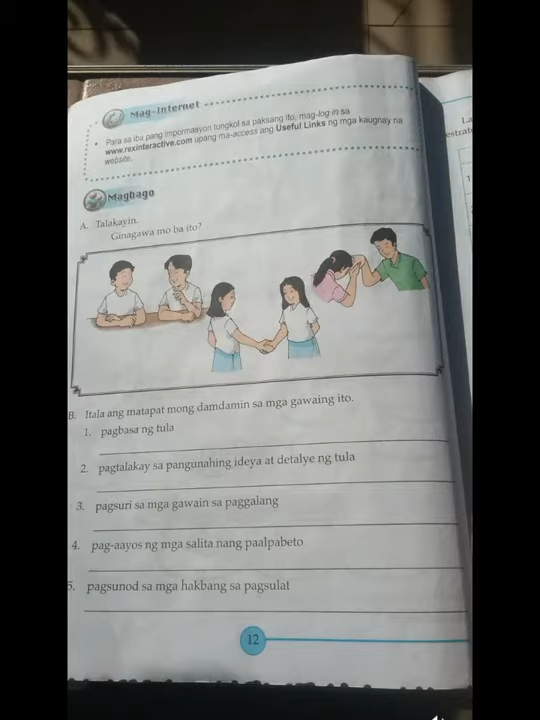 Mag-Internet
• Para sa iba pang impormasyon tungkol sa paksang ito, mag-log in sa
www.rexinteractive.com upang ma-access ang Useful Links ng mga kaugnay na
website.
Magbago
A. Talakayin.
Ginagawa mo ba ito?
B. Itala ang matapat mong damdamin sa mga gawaing ito.
1. pagbasa ng tula
2. pagtalakay sa pangunahing ideya at detalye ng tula
3. pagsuri sa mga gawain sa paggalang
4. pag-aayos ng mga salita nang paalpabeto
5. pagsunod sa mga hakbang sa pagsulat
12